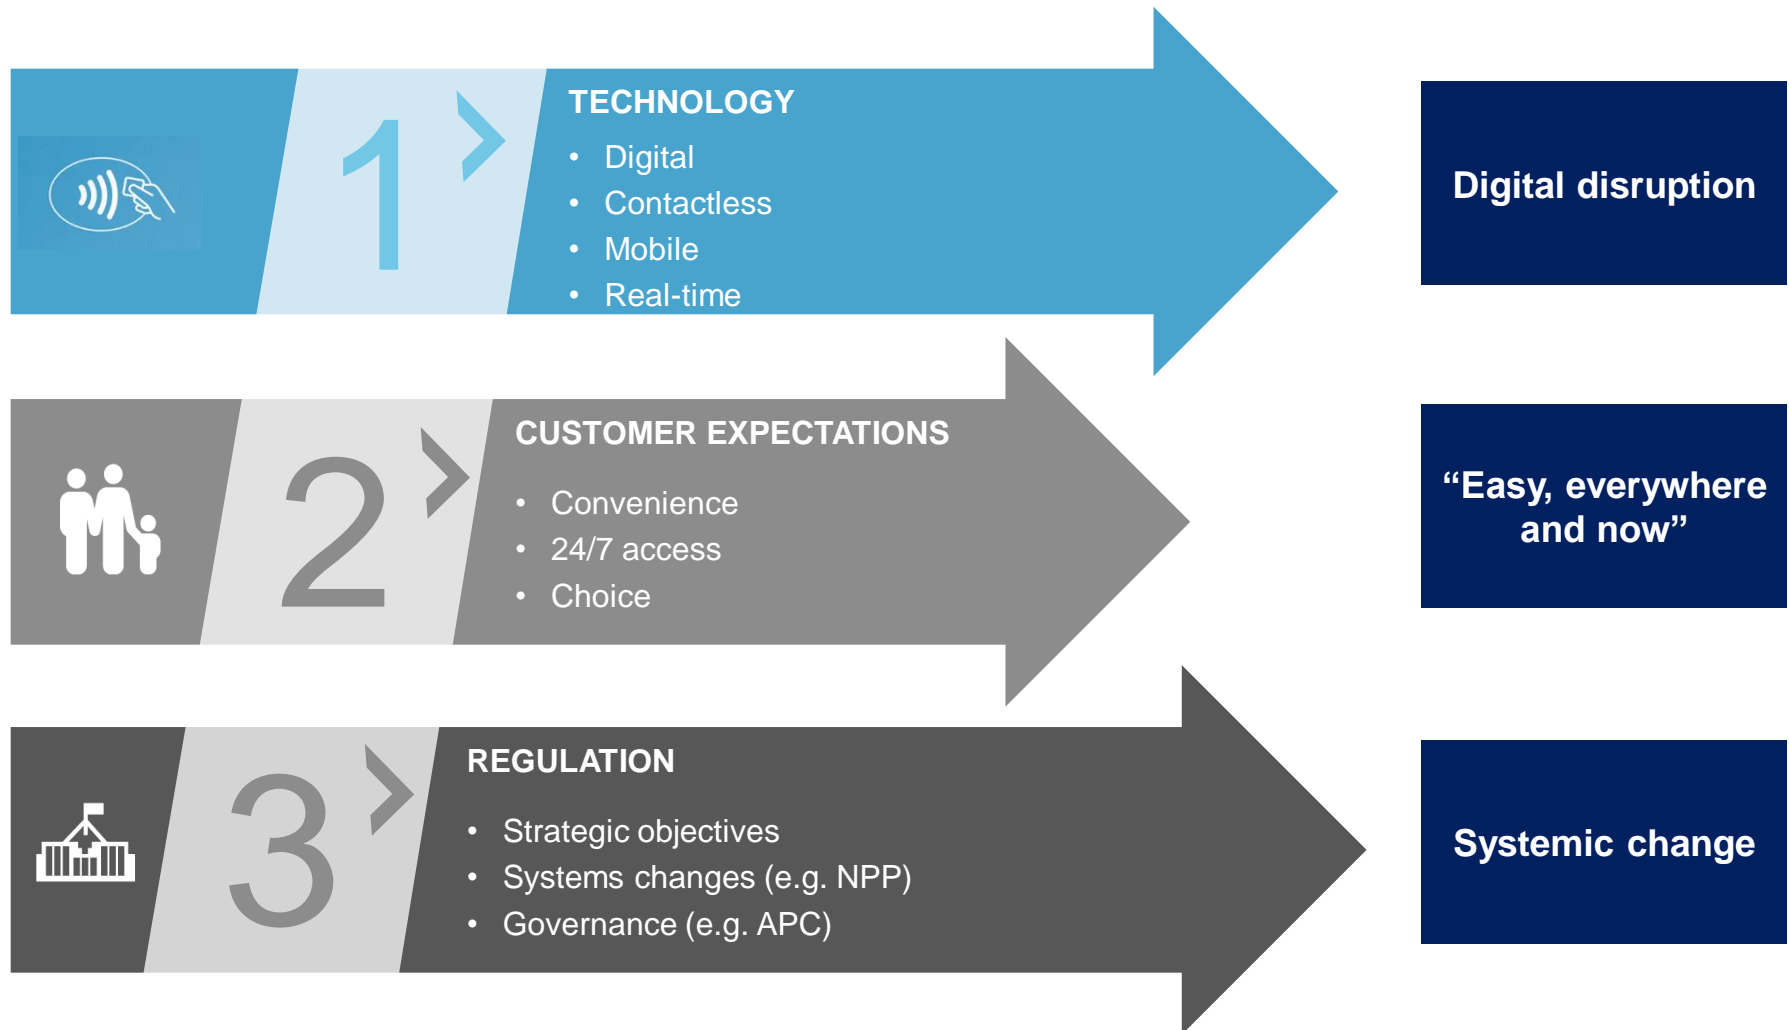 1
TECHNOLOGY
• Digital
• Contactless
• Mobile
• Real-time
Digital disruption
2
CUSTOMER EXPECTATIONS
• Convenience
• 24/7 access
• Choice
“Easy, everywhere
and now”
3
REGULATION
• Strategic objectives
• Systems changes (e.g. NPP)
• Governance (e.g. APC)
Systemic change